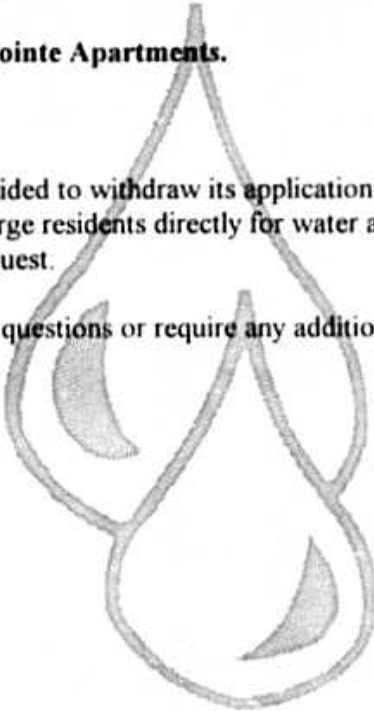 ointe Apartments.
ided to withdraw its application
rge residents directly for water a
uest.
questions or require any additio